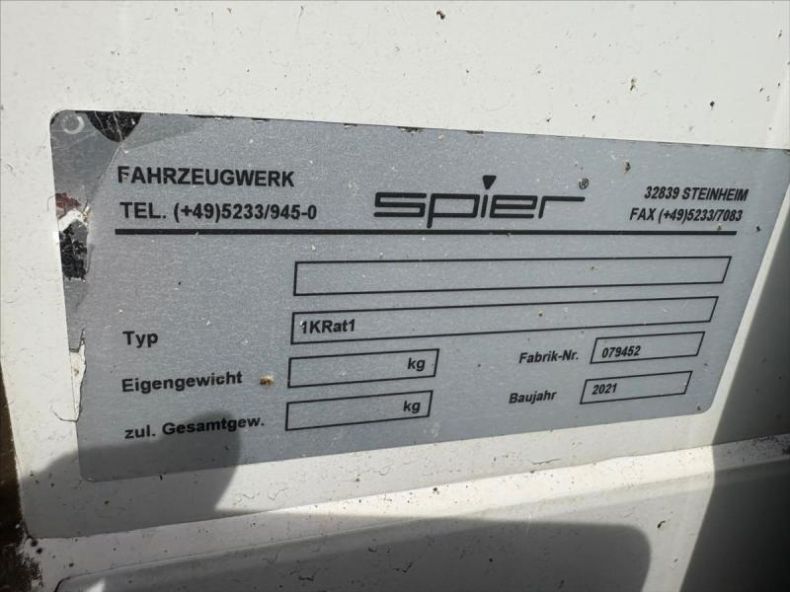 FAHRZEUGWERK
TEL. (+49)5233/945-0
spier®
32839 STEINHEIM
FAX (+49)5233/7083
Typ 1KRat1
Eigengewicht kg
Fabrik-Nr. 079452
zul. Gesamtgew. kg
Baujahr 2021